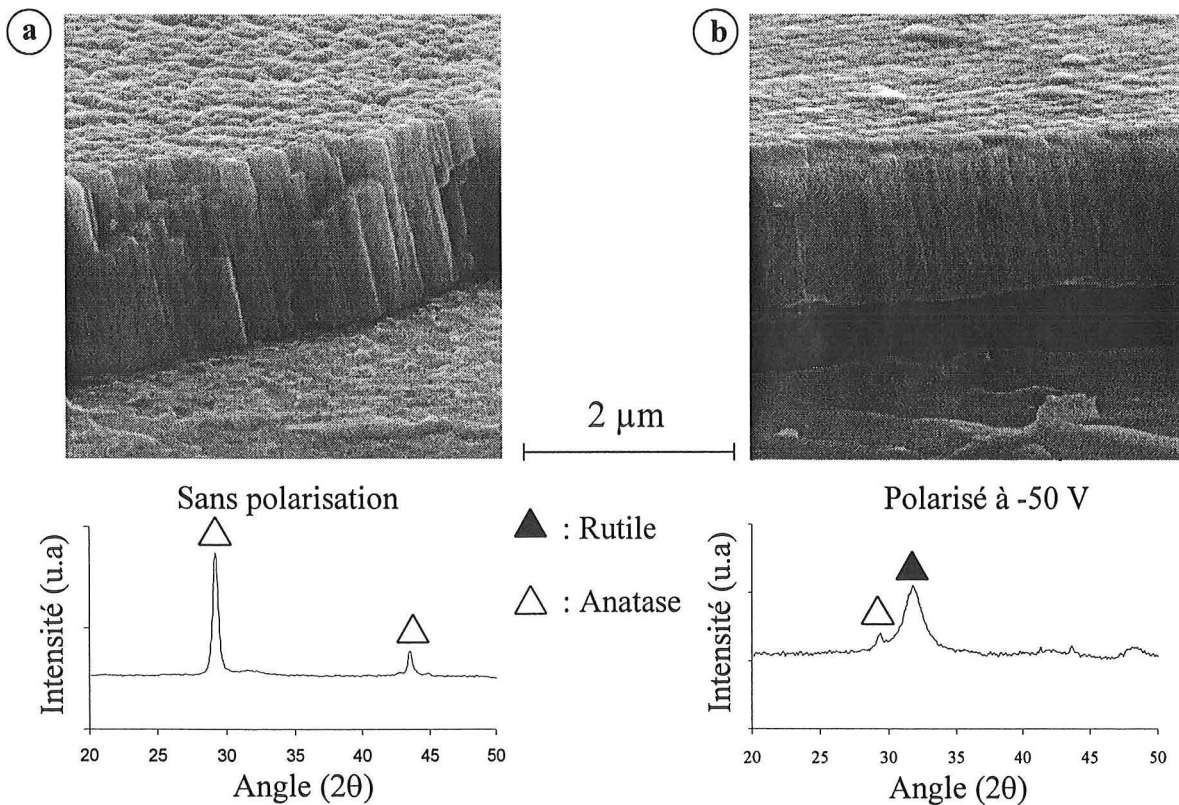 a
b
2 µm
Sans polarisation
Polarisé à -50 V
▲ : Rutile
△ : Anatase
Intensité (u.a)
20 25 30 35 40 45 50
Angle (2θ)
Intensité (u.a)
20 25 30 35 40 45 50
Angle (2θ)